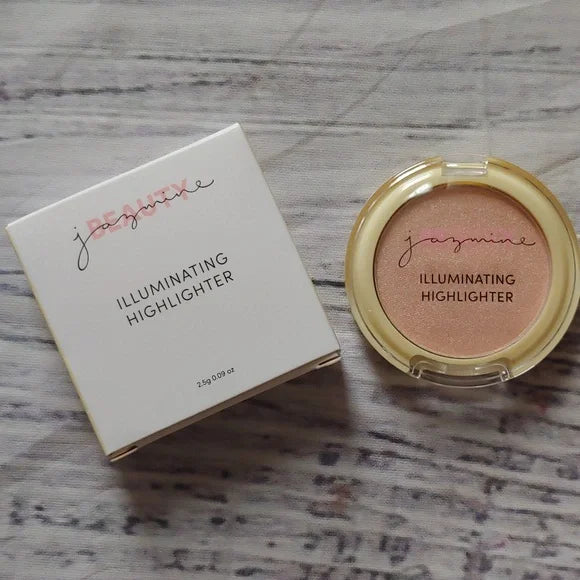 BEAUTY
jazmine
ILLUMINATING
HIGHLIGHTER
2.5g 0.09 oz
jazmine
ILLUMINATING
HIGHLIGHTER